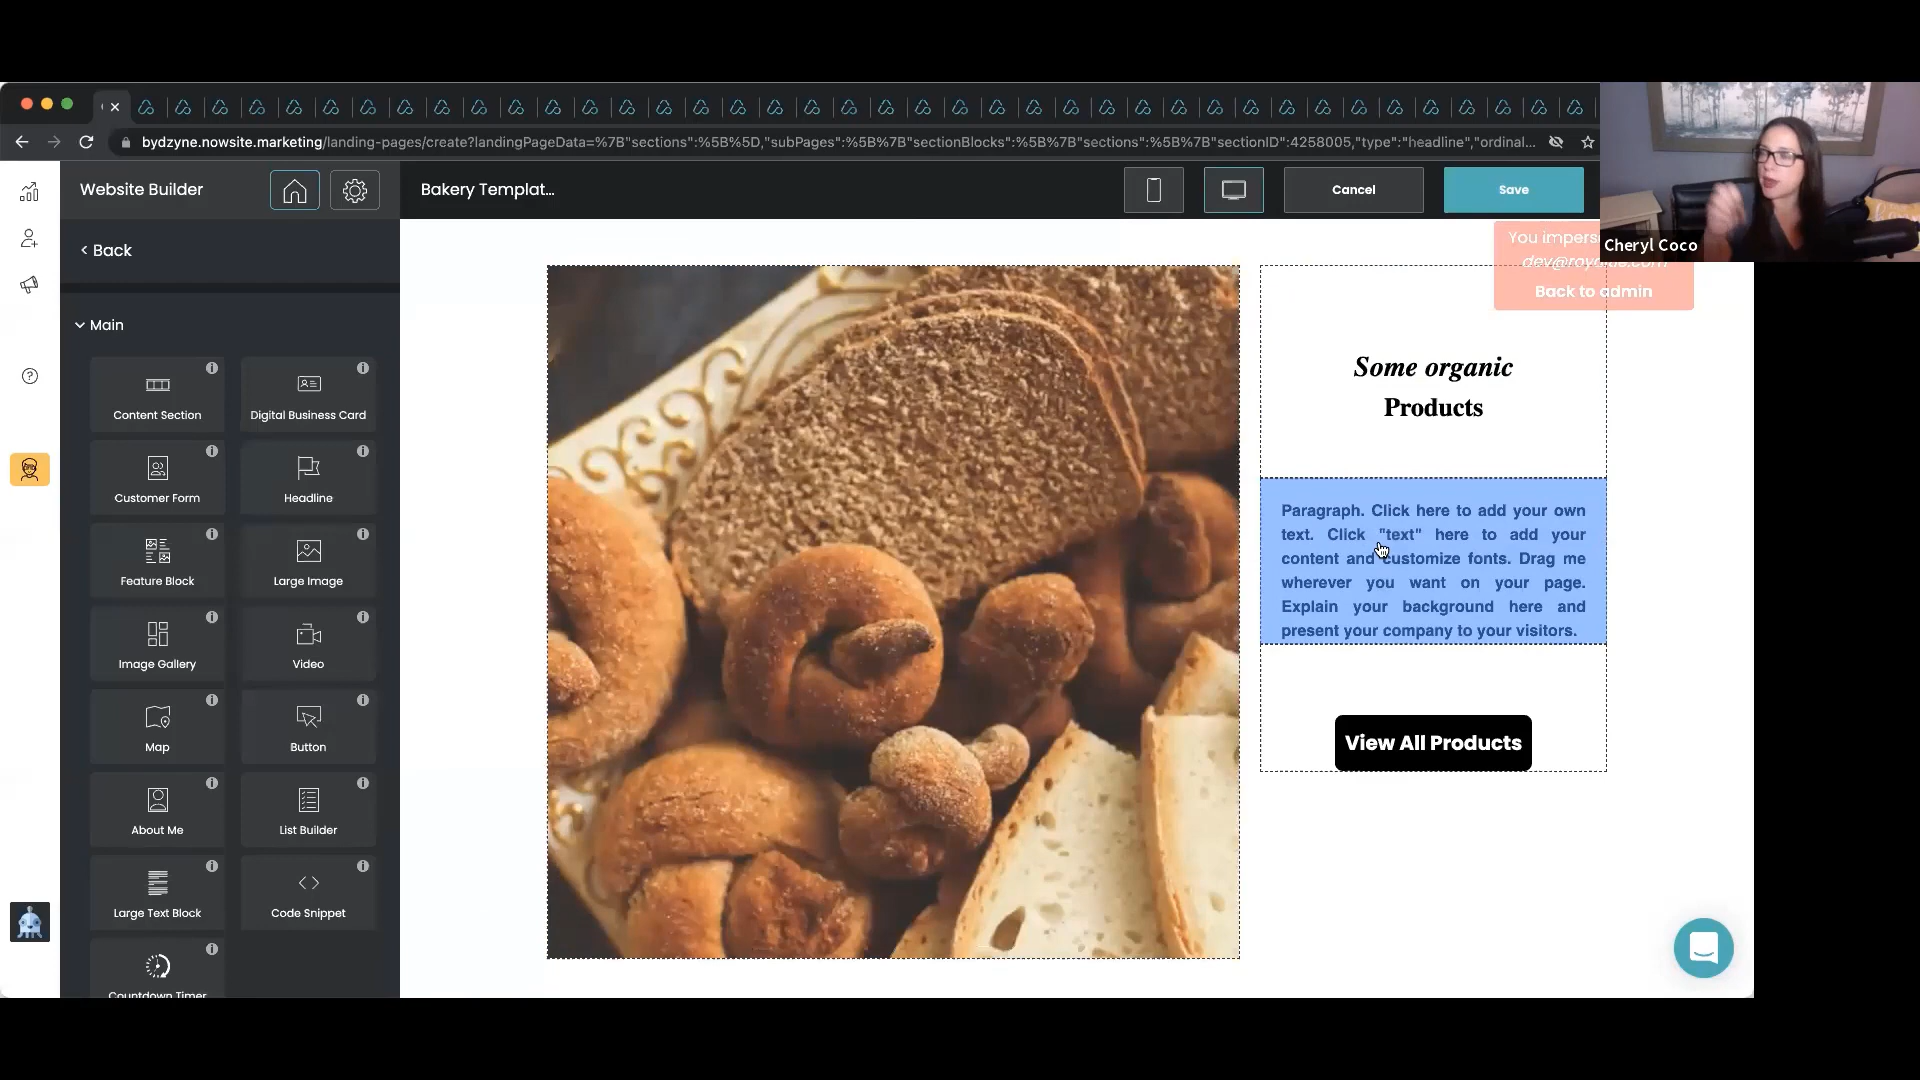 bydzyne.nowsite.marketing/landing-pages/create?landingPageData=%7B"sections":%5B%5D,"subPages":%5B%7B"sectionBlocks":%5B%7B"sections":%7B"sectionID":4258005,"type":"headline","ordinal...
Website Builder
Bakery Templat...
Cancel
Save
Cheryl Coco
You impers
Back to admin
< Back
Main
Content Section
Digital Business Card
Customer Form
Headline
Feature Block
Large Image
Image Gallery
Video
Map
Button
About Me
List Builder
Large Text Block
Code Snippet
Countdown Timer
Some organic
Products
Paragraph. Click here to add your own
text. Click "text" here to add your
content and customize fonts. Drag me
wherever you want on your page.
Explain your background here and
present your company to your visitors.
View All Products